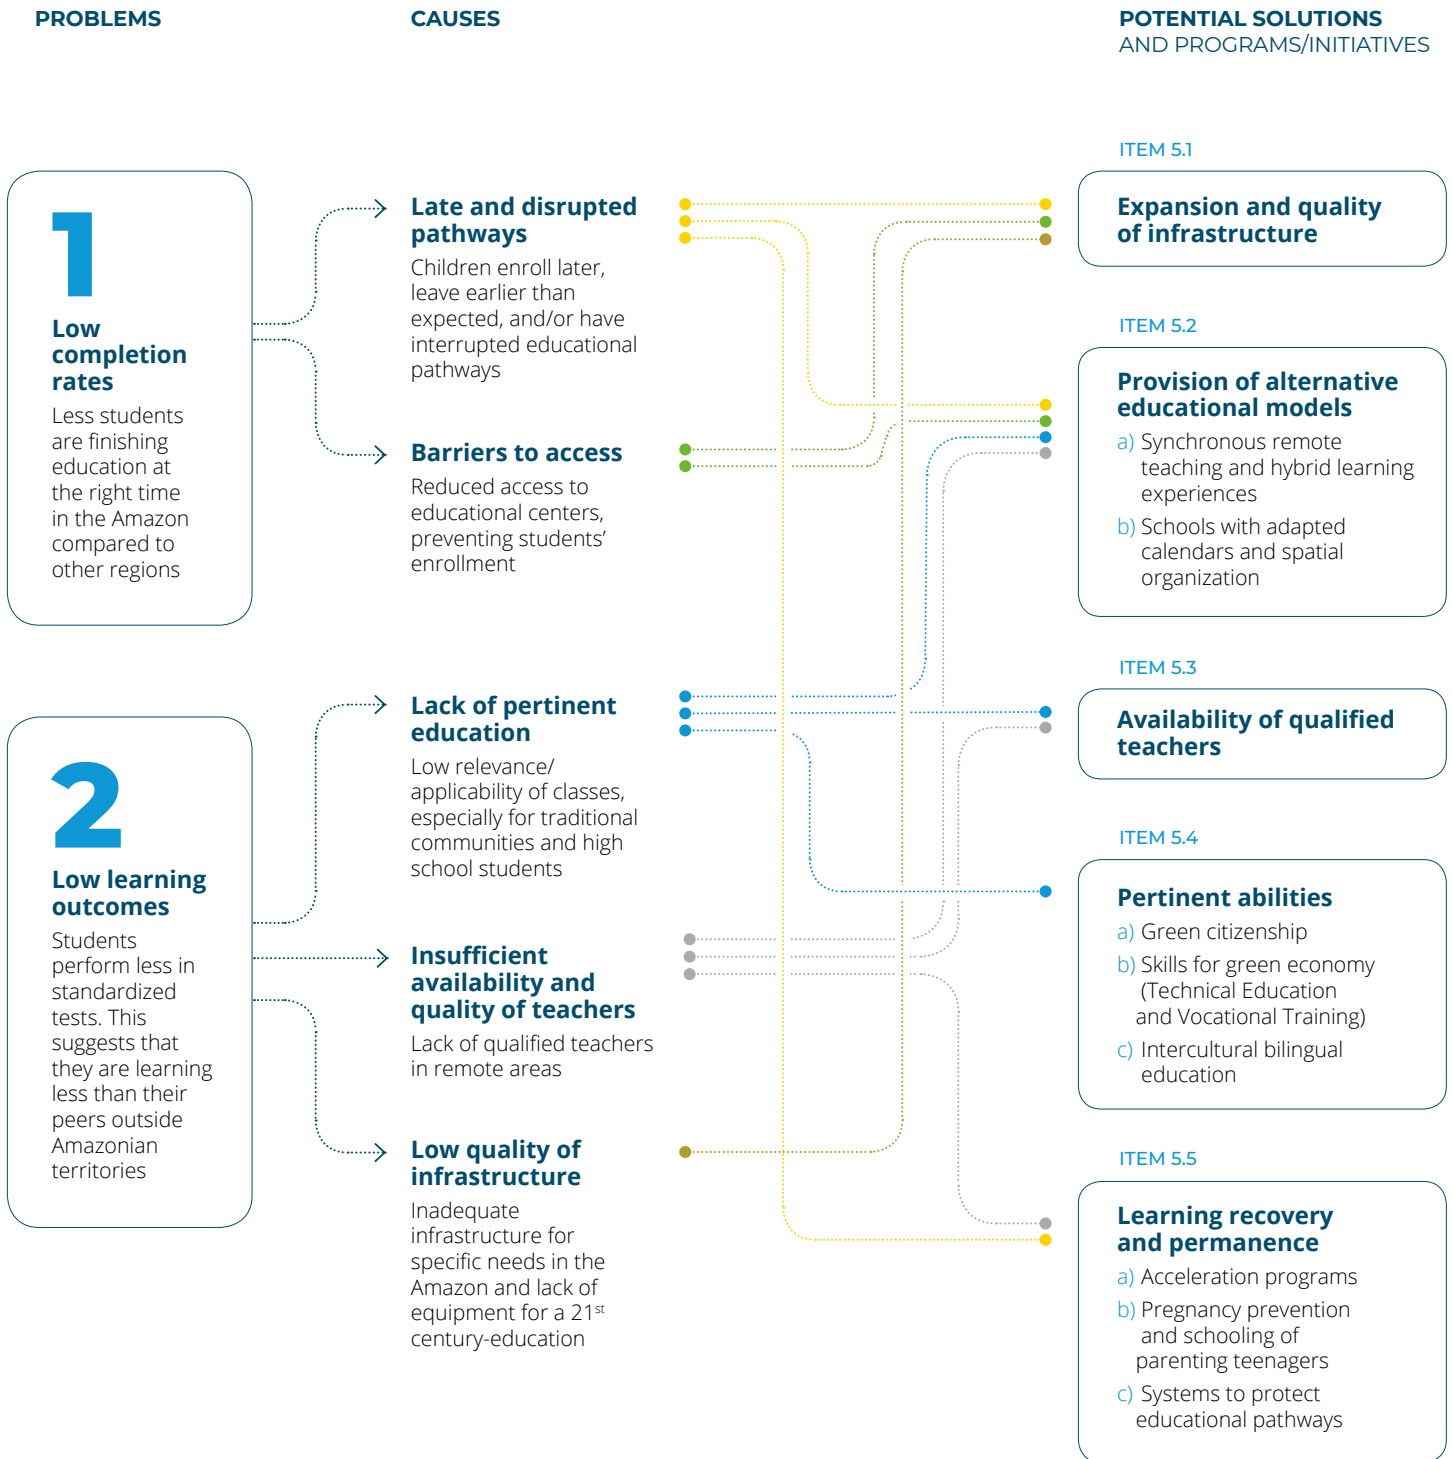 PROBLEMS
CAUSES
POTENTIAL SOLUTIONS
AND PROGRAMS/INITIATIVES
1
Low
completion
rates
Less students
are finishing
education at
the right time
in the Amazon
compared to
other regions
2
Low learning
outcomes
Students
perform less in
standardized
tests. This
suggests that
they are learning
less than their
peers outside
Amazonian
territories
Late and disrupted
pathways
Children enroll later,
leave earlier than
expected, and/or have
interrupted educational
pathways
Barriers to access
Reduced access to
educational centers,
preventing students’
enrollment
Lack of pertinent
education
Low relevance/
applicability of classes,
especially for traditional
communities and high
school students
Insufficient
availability and
quality of teachers
Lack of qualified teachers
in remote areas
Low quality of
infrastructure
Inadequate
infrastructure for
specific needs in the
Amazon and lack of
equipment for a 21st
century-education
ITEM 5.1
Expansion and quality
of infrastructure
ITEM 5.2
Provision of alternative
educational models
a) Synchronous remote
teaching and hybrid learning
experiences
b) Schools with adapted
calendars and spatial
organization
ITEM 5.3
Availability of qualified
teachers
ITEM 5.4
Pertinent abilities
a) Green citizenship
b) Skills for green economy
(Technical Education
and Vocational Training)
c) Intercultural bilingual
education
ITEM 5.5
Learning recovery
and permanence
a) Acceleration programs
b) Pregnancy prevention
and schooling of
parenting teenagers
c) Systems to protect
educational pathways